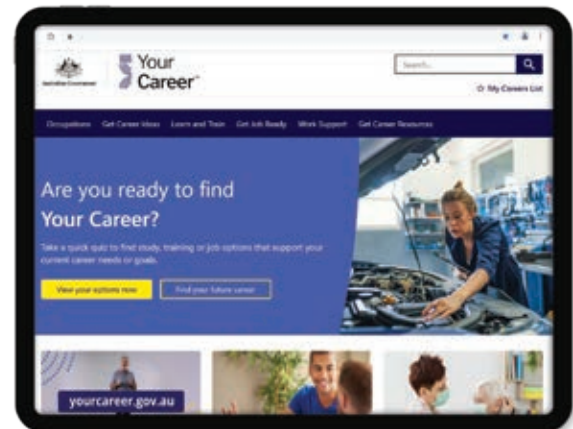 Australian Government
Your
Career
Search...
My Careers List
Occupations Get Career Ideas Learn and Train Get Job Ready Work Support Get Career Resources
Are you ready to find
Your Career?
Take a quick quiz to find study, training or job options that support your
current career needs or goals.
View your options now Find your future career
yourcareer.gov.au